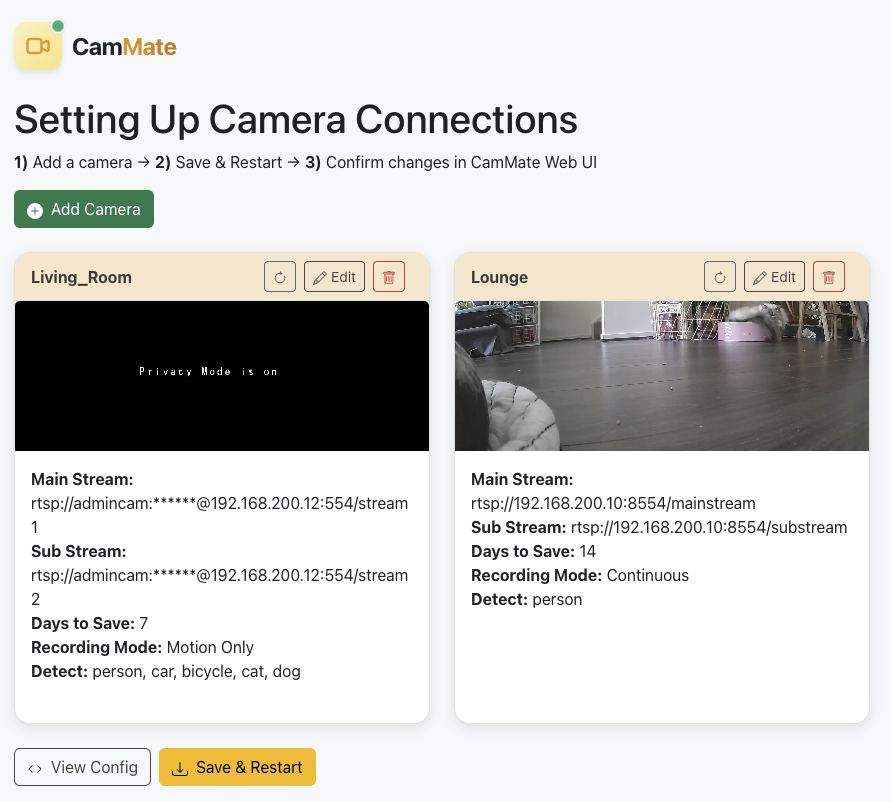 CamMate
Setting Up Camera Connections
1) Add a camera → 2) Save & Restart → 3) Confirm changes in CamMate Web UI
Add Camera
Living_Room
Edit
Privacy Mode is on
Main Stream:
rtsp://admincam:******@192.168.200.12:554/stream
1
Sub Stream:
rtsp://admincam:******@192.168.200.12:554/stream
2
Days to Save: 7
Recording Mode: Motion Only
Detect: person, car, bicycle, cat, dog
Lounge
Edit
Main Stream:
rtsp://192.168.200.10:8554/mainstream
Sub Stream: rtsp://192.168.200.10:8554/substream
Days to Save: 14
Recording Mode: Continuous
Detect: person
View Config
Save & Restart